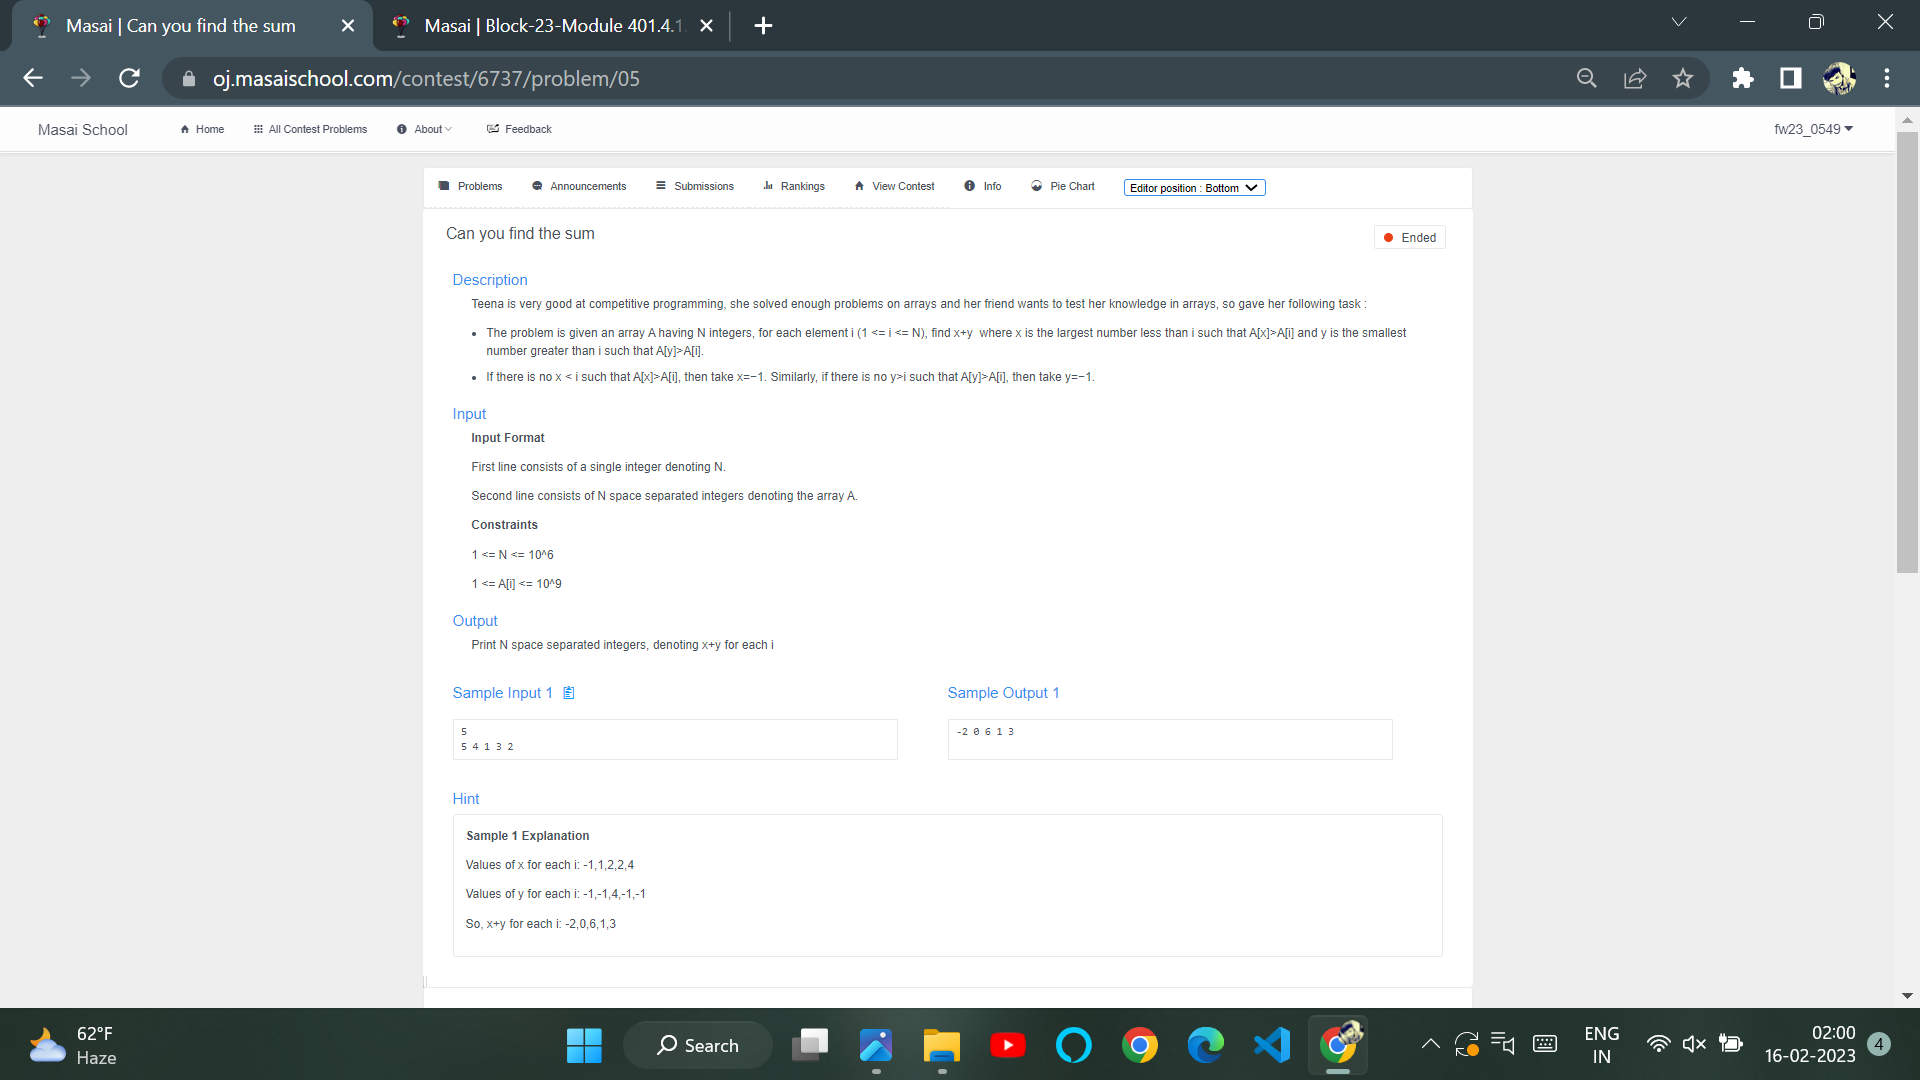 Masai | Can you find the sum
Masai | Block-23-Module 401.4.1
oj.masaischool.com/contest/6737/problem/05
Masai School
Home
All Contest Problems
About
Feedback
fw23_0549
Problems
Announcements
Submissions
Rankings
View Contest
Info
Pie Chart
Editor position : Bottom
Can you find the sum
Ended
Description
Teena is very good at competitive programming, she solved enough problems on arrays and her friend wants to test her knowledge in arrays, so gave her following task :
• The problem is given an array A having N integers, for each element i (1 <= i <= N), find x+y  where x is the largest number less than i such that A[x]>A[i] and y is the smallest
number greater than i such that A[y]>A[i].
• If there is no x < i such that A[x]>A[i], then take x=−1. Similarly, if there is no y>i such that A[y]>A[i], then take y=−1.
Input
Input Format
First line consists of a single integer denoting N.
Second line consists of N space separated integers denoting the array A.
Constraints
1 <= N <= 10^6
1 <= A[i] <= 10^9
Output
Print N space separated integers, denoting x+y for each i
Sample Input 1
5
5 4 1 3 2
Sample Output 1
-2 0 6 1 3
Hint
Sample 1 Explanation
Values of x for each i: -1,1,2,2,4
Values of y for each i: -1,-1,4,-1,-1
So, x+y for each i: -2,0,6,1,3
62°F
Haze
Search
ENG
IN
02:00
16-02-2023
4